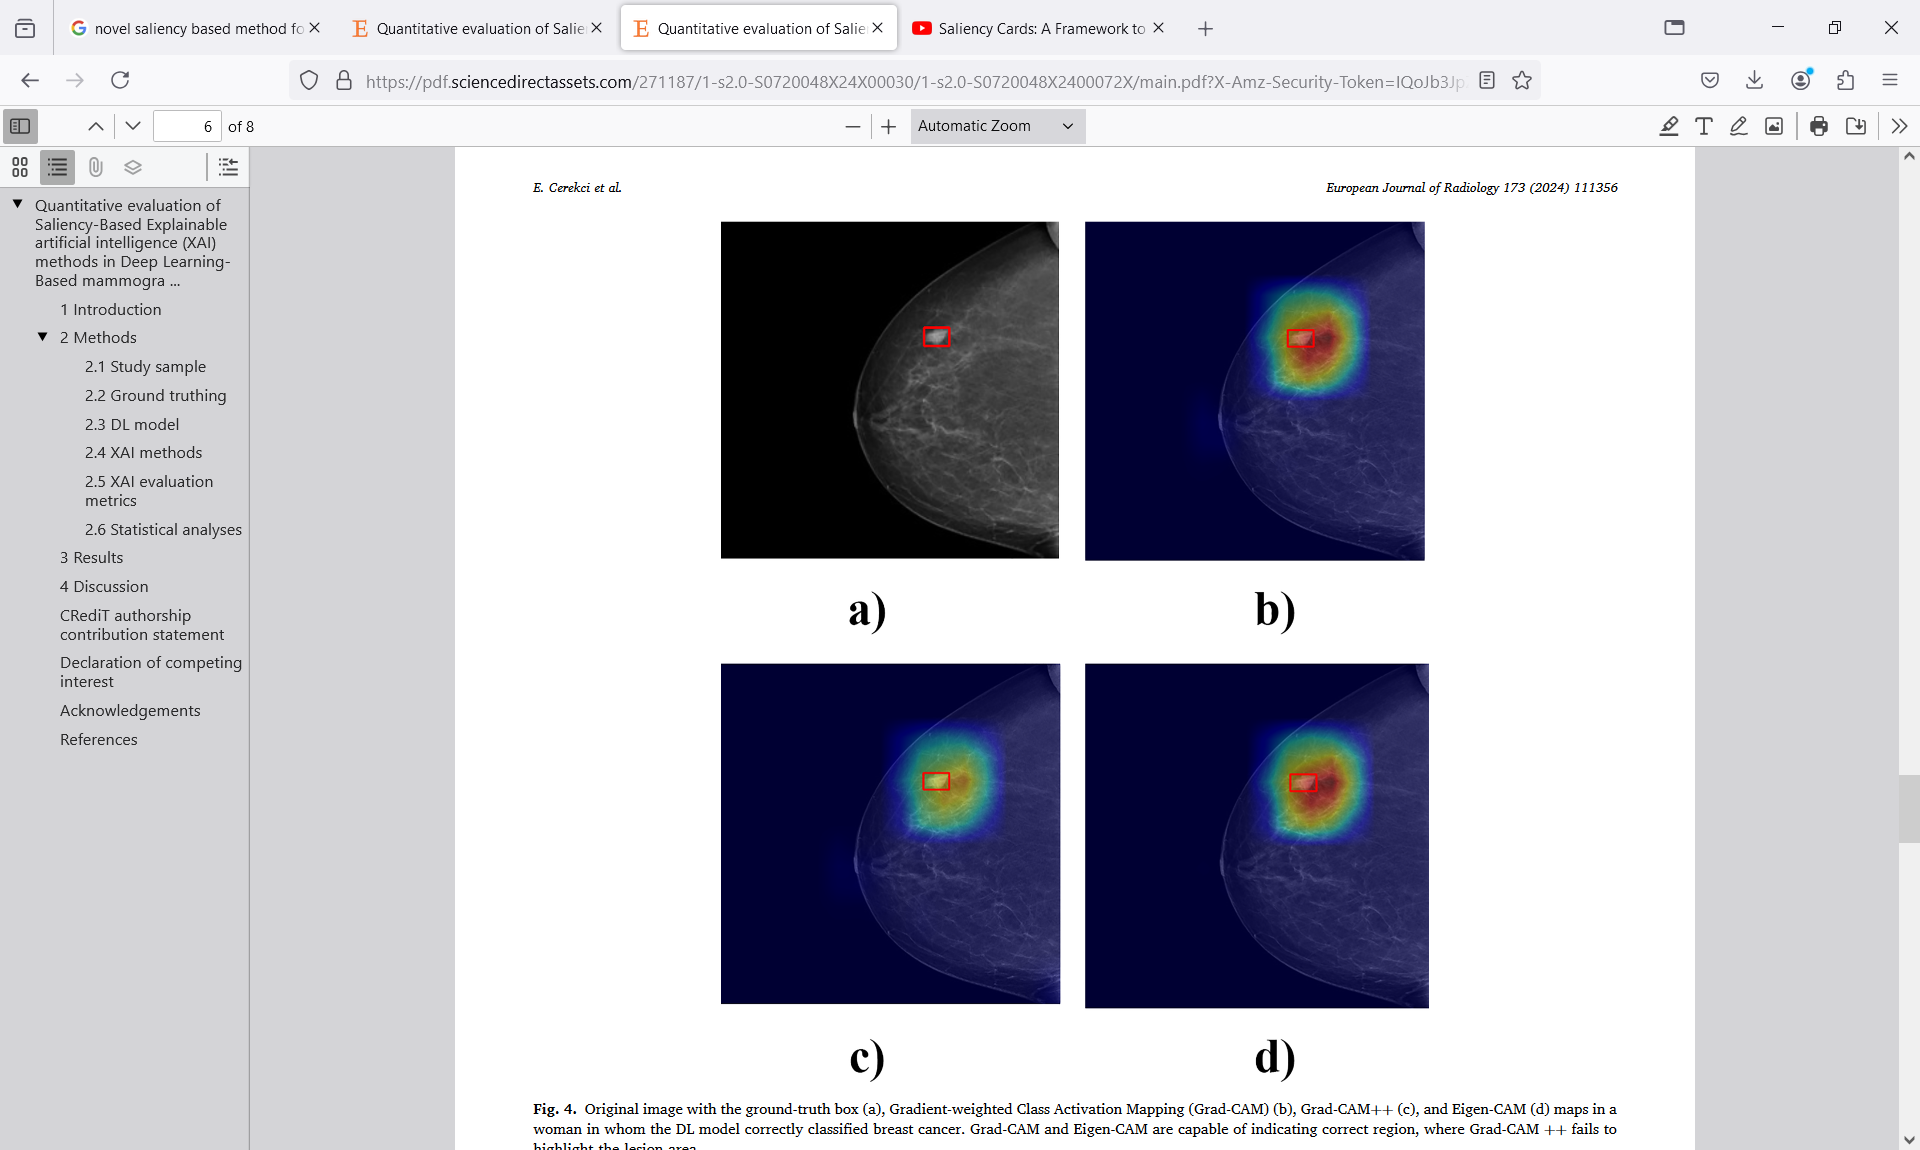 novel saliency based method fo
Quantitative evaluation of Salie
Quantitative evaluation of Salie
Saliency Cards: A Framework to
https://pdf.sciencedirectassets.com/271187/1-s2.0-S0720048X24X00030/1-s2.0-S0720048X2400072X/main.pdf?X-Amz-Security-Token=IQoJb3Jp
6 of 8
Automatic Zoom
Quantitative evaluation of
Saliency-Based Explainable
artificial intelligence (XAI)
methods in Deep Learning-
Based mammogra ...
1 Introduction
2 Methods
2.1 Study sample
2.2 Ground truthing
2.3 DL model
2.4 XAI methods
2.5 XAI evaluation
metrics
2.6 Statistical analyses
3 Results
4 Discussion
CRediT authorship
contribution statement
Declaration of competing
interest
Acknowledgements
References
E. Cerekci et al.
European Journal of Radiology 173 (2024) 111356
a)
b)
c)
d)
Fig. 4. Original image with the ground-truth box (a), Gradient-weighted Class Activation Mapping (Grad-CAM) (b), Grad-CAM++ (c), and Eigen-CAM (d) maps in a
woman in whom the DL model correctly classified breast cancer. Grad-CAM and Eigen-CAM are capable of indicating correct region, where Grad-CAM ++ fails to
highlight the lesion area.